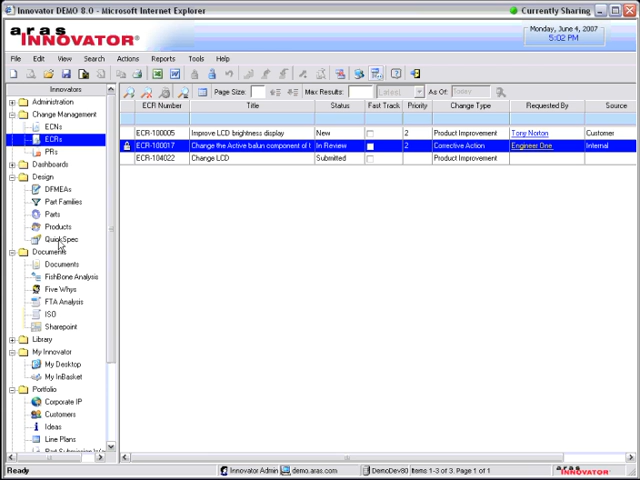 Innovator DEMO 8.0 - Microsoft Internet Explorer
Currently Sharing
aras
INNOVATOR
Monday, June 4, 2007
5:02 PM
File Edit View Search Actions Reports Tools Help
Page Size: Max Results: Latest As Of: Today
Innovators
ECR Number Title Status Fast Track Priority Change Type Requested By Source
Administration
Change Management
ECNs
ECRs
PRs
Dashboards
Design
DFMEAs
Part Families
Parts
Products
QuickSpec
Documents
Documents
FishBone Analysis
Five Whys
FTA Analysis
ISO
Sharepoint
Library
My Innovator
My Desktop
My InBasket
Portfolio
Corporate IP
Customers
Ideas
Line Plans
ECR-100005 Improve LCD brightness display New 2 Product Improvement Tony Norton Customer
ECR-100017 Change the Active balun component of t In Review 2 Corrective Action Engineer One Internal
ECR-104022 Change LCD Submitted Product Improvement
Ready
Innovator Admin
demo.aras.com
DemoDev80
Items 1-3 of 3. Page 1 of 1
aras
INNOVATOR